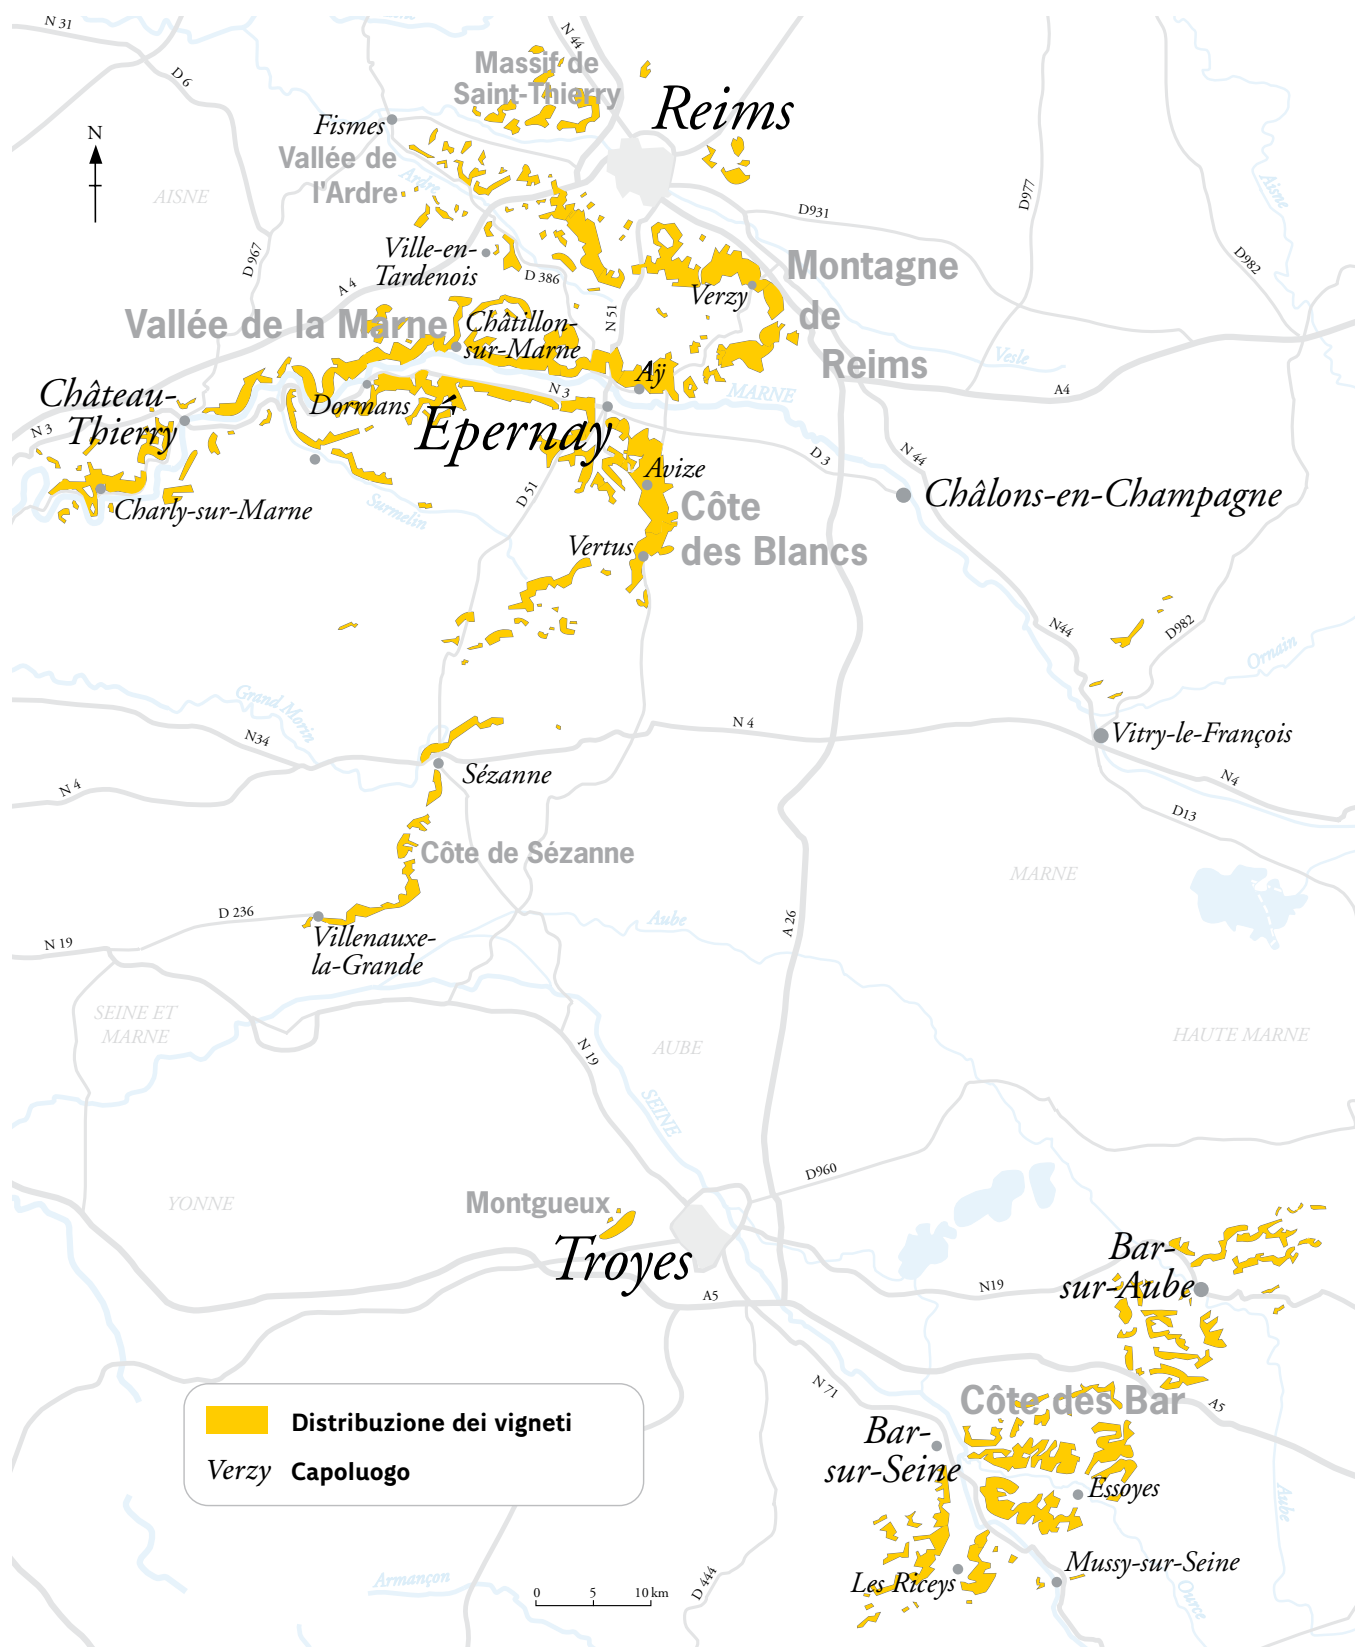 N 31
D 6
N 44
Massif de
Saint-Thierry
Reims
Fismes
N
Vallée de
l'Ardre
Ardre
AISNE
Aisne
D977
D931
D982
D 967
Ville-en-
Tardenois
D 386
A 4
N 51
Verzy
Montagne
de
Reims
Vallée de la Marne
Châtillon-
sur-Marne
Vesle
A4
Aÿ
MARNE
N 3
Château-
Thierry
N 3
Dormans
Épernay
D 3
N 44
Avize
D 51
Châlons-en-Champagne
Charly-sur-Marne
Surmelin
Côte
des Blancs
Vertus
N44
D982
Ornain
Grand Morin
N34
N 4
Vitry-le-François
N 4
Sézanne
N4
D13
Côte de Sézanne
MARNE
D 236
Aube
A 26
N 19
Villenauxe-
la-Grande
SEINE ET
MARNE
HAUTE MARNE
N 19
AUBE
SEINE
D960
YONNE
Montgueux
Troyes
Bar-
sur-Aube
N19
A5
N 71
Côte des Bar
A5
Distribuzione dei vigneti
Verzy Capoluogo
Bar-
sur-Seine
Essoyes
Aube
Mussy-sur-Seine
Les Riceys
Ource
Armançon
0 5 10 km
D 444